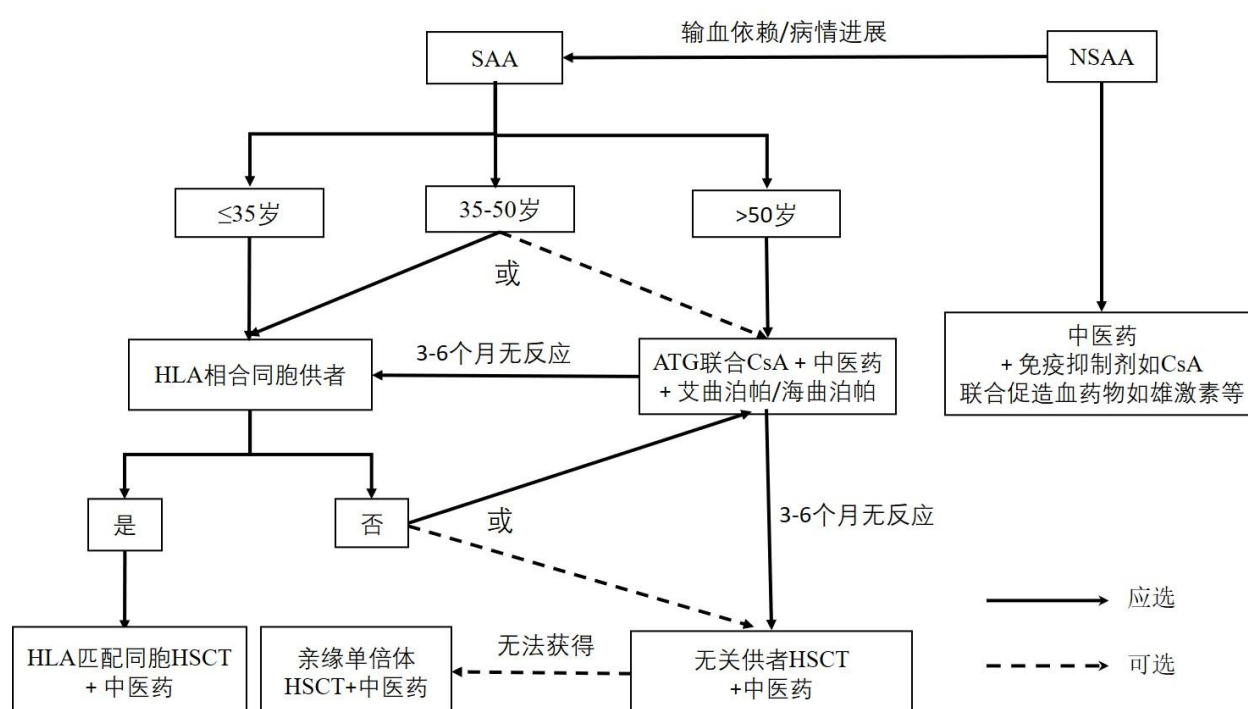 输血依赖/病情进展
SAA
NSAA
≤35岁
35-50岁
>50岁
或
HLA相合同胞供者
3-6个月无反应
ATG联合CsA + 中医药
+ 艾曲泊帕/海曲泊帕
中医药
+ 免疫抑制剂如CsA
联合促造血药物如雄激素等
是
否
或
3-6个月无反应
HLA匹配同胞HSCT
+ 中医药
亲缘单倍体
HSCT+中医药
无法获得
无关供者HSCT
+中医药
应选
可选